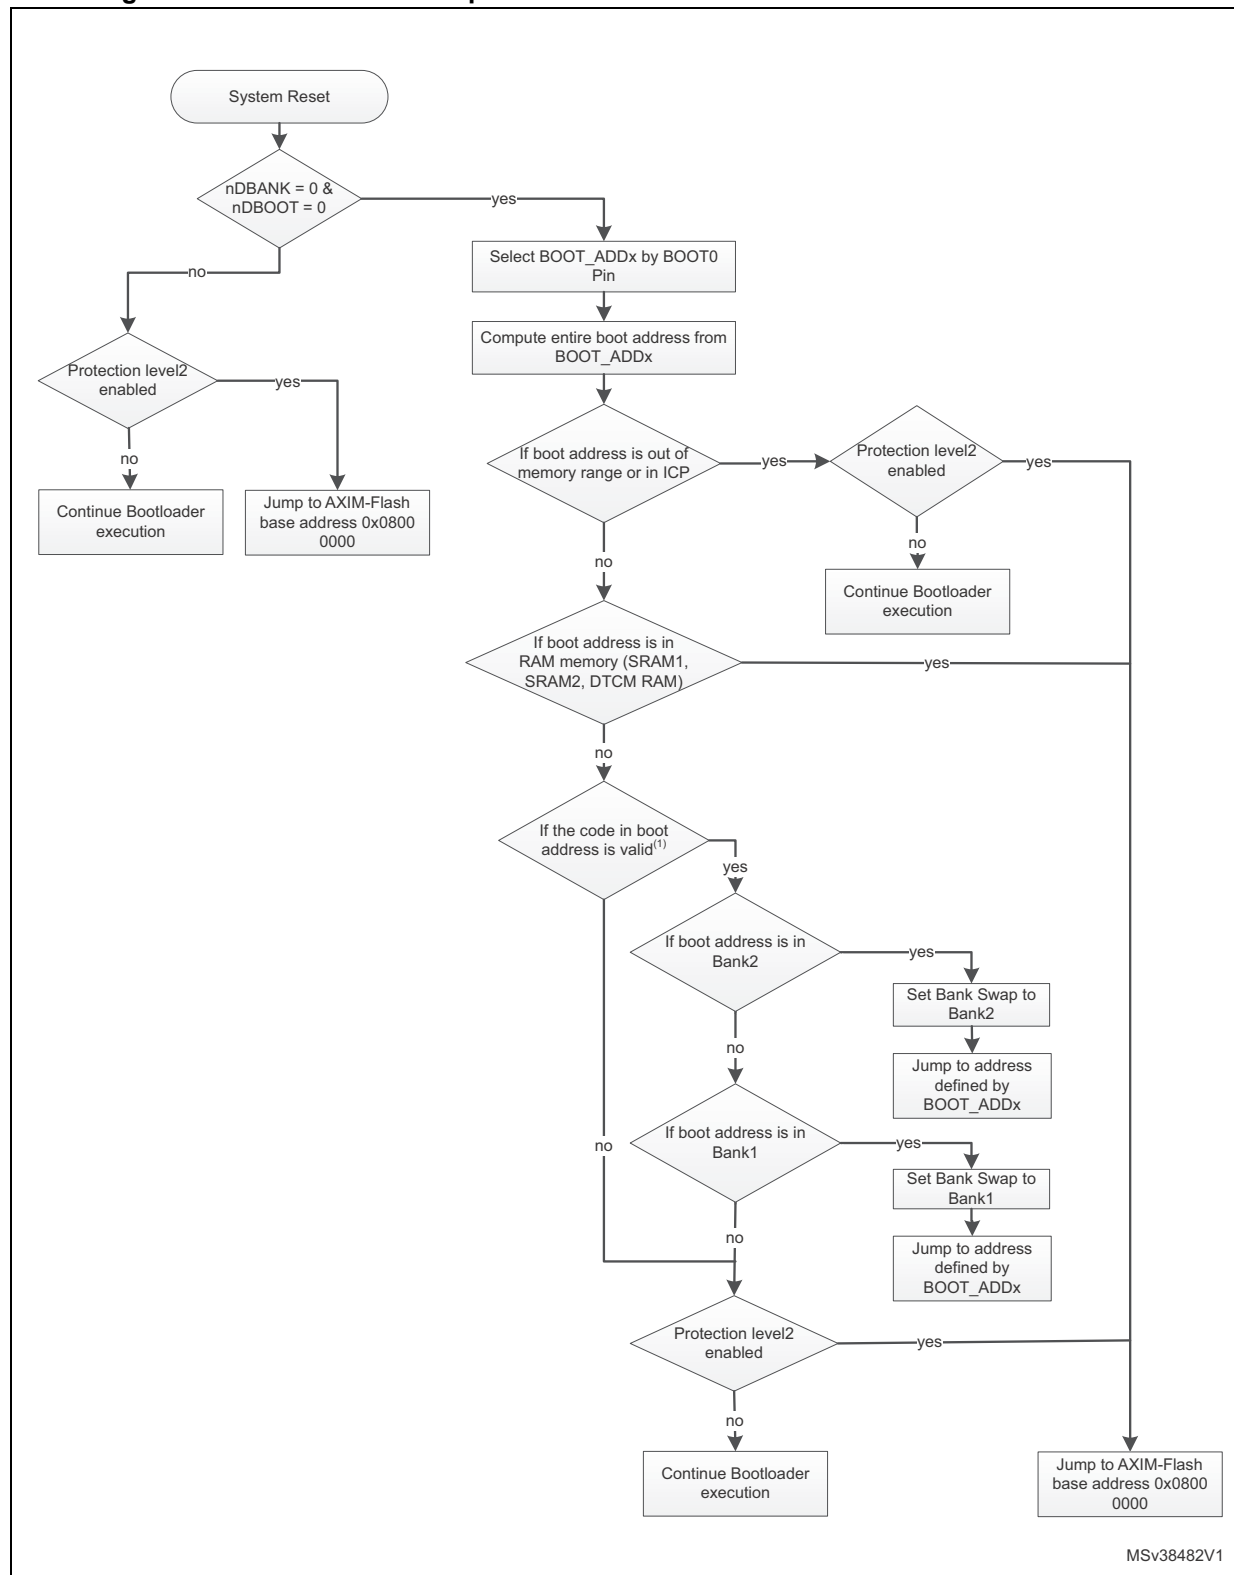 System Reset
nDBANK = 0 &
nDBOOT = 0
yes
no
Select BOOT_ADDx by BOOT0
Pin
Compute entire boot address from
BOOT_ADDx
Protection level2
enabled
yes
no
Continue Bootloader
execution
Jump to AXIM-Flash
base address 0x0800
0000
If boot address is out of
memory range or in ICP
yes
no
Protection level2
enabled
yes
no
Continue Bootloader
execution
If boot address is in
RAM memory (SRAM1,
SRAM2, DTCM RAM)
yes
no
If the code in boot
address is valid(1)
yes
no
If boot address is in
Bank2
yes
no
Set Bank Swap to
Bank2
Jump to address
defined by
BOOT_ADDx
If boot address is in
Bank1
yes
no
Set Bank Swap to
Bank1
Jump to address
defined by
BOOT_ADDx
Protection level2
enabled
yes
no
Continue Bootloader
execution
Jump to AXIM-Flash
base address 0x0800
0000
MSv38482V1